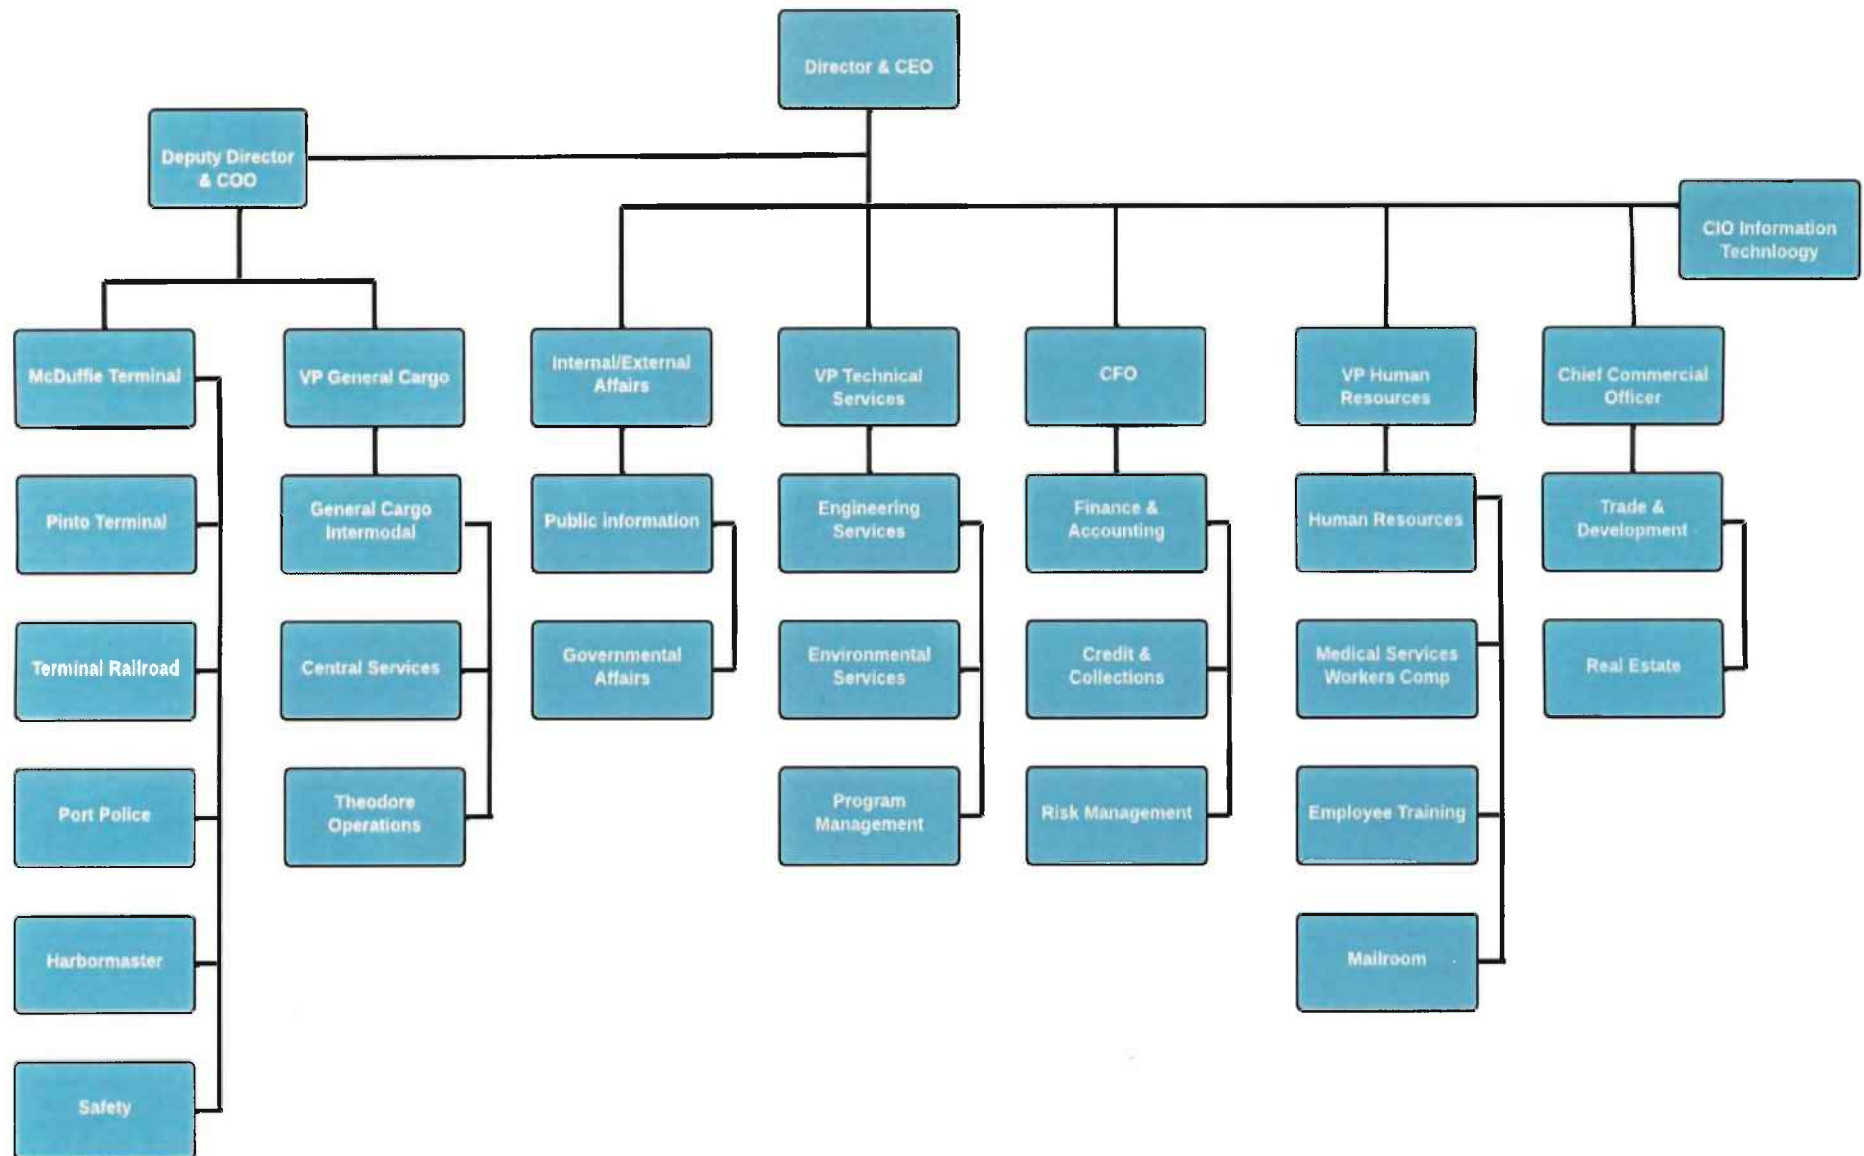 Director & CEO
Deputy Director
& COO
CIO Information
Technloogy
McDuffie Terminal
VP General Cargo
Internal/External
Affairs
VP Technical
Services
CFO
VP Human
Resources
Chief Commercial
Officer
Pinto Terminal
General Cargo
Intermodal
Public information
Engineering
Services
Finance &
Accounting
Human Resources
Trade &
Development
Terminal Railroad
Central Services
Governmental
Affairs
Environmental
Services
Credit &
Collections
Medical Services
Workers Comp
Real Estate
Port Police
Theodore
Operations
Program
Management
Risk Management
Employee Training
Harbormaster
Mailroom
Safety